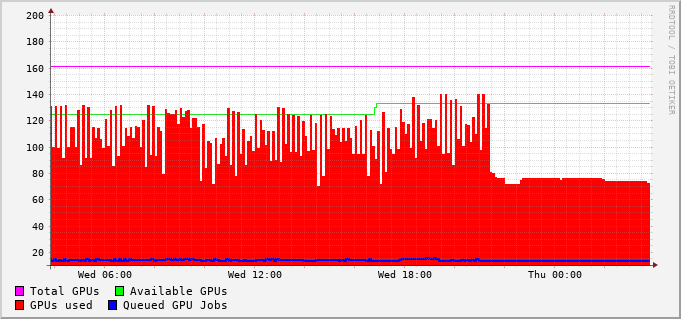 200
180
160
140
120
100
80
60
40
20
Wed 06:00 Wed 12:00 Wed 18:00 Thu 00:00
Total GPUs Available GPUs
GPUs used Queued GPU Jobs
RRDTOOL / TOBI OETIKER